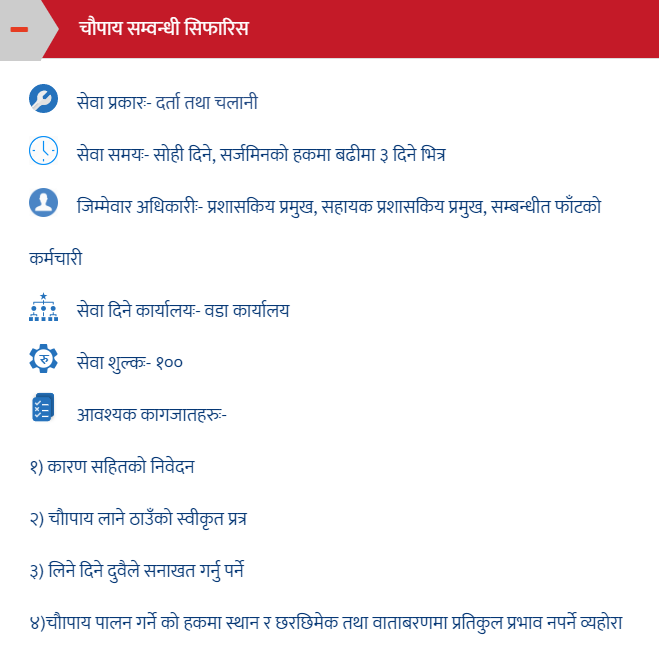 चौपाय सम्वन्धी सिफारिस
सेवा प्रकारः- दर्ता तथा चलानी
सेवा समयः- सोही दिने, सर्जमिनको हकमा बढीमा ३ दिने भित्र
जिम्मेवार अधिकारीः- प्रशासकिय प्रमुख, सहायक प्रशासकिय प्रमुख, सम्बन्धीत फाँटको
कर्मचारी
सेवा दिने कार्यालयः- वडा कार्यालय
रु
सेवा शुल्कः- १००
आवश्यक कागजातहरुः-
१) कारण सहितको निवेदन
२) चौापाय लाने ठाउँको स्वीकृत प्रत्र
३) लिने दिने दुवैले सनाखत गर्नु पर्ने
४)चौापाय पालन गर्ने को हकमा स्थान र छरछिमेक तथा वाताबरणमा प्रतिकुल प्रभाव नपर्ने व्यहोरा